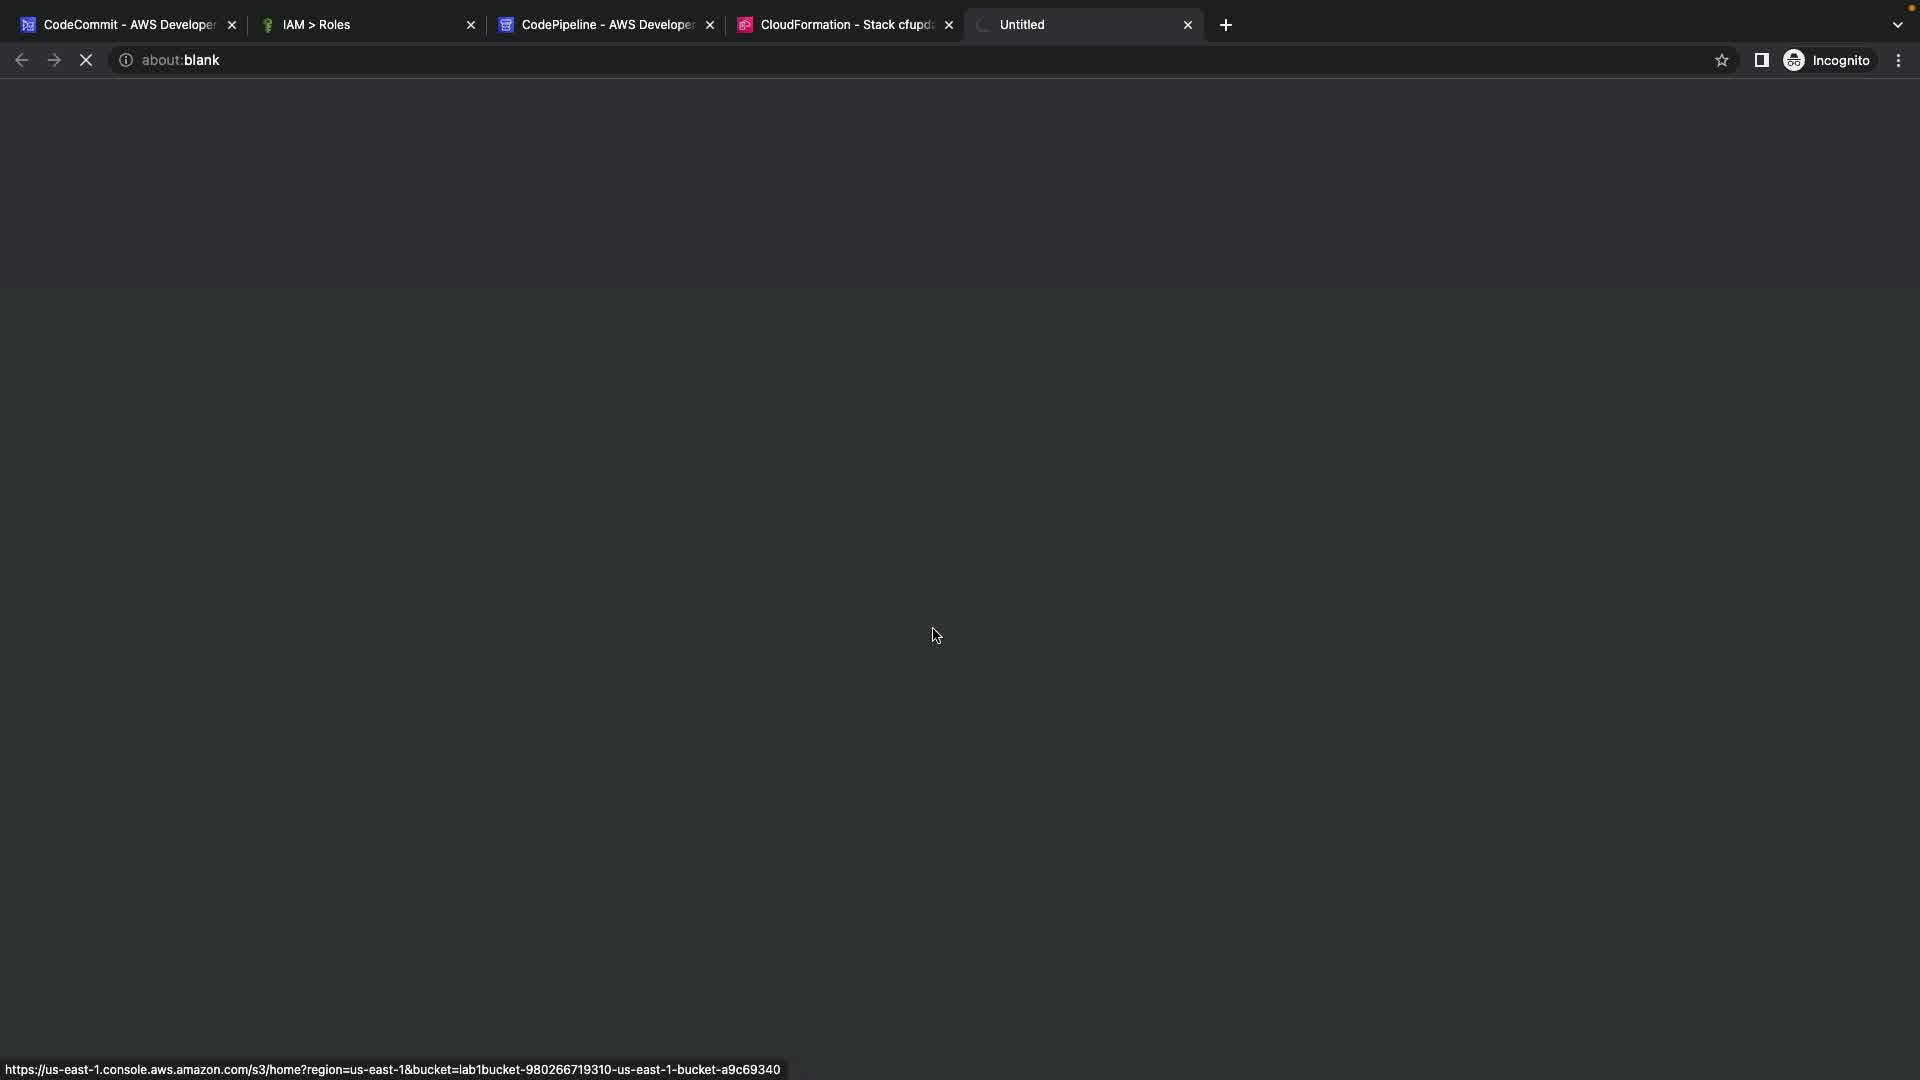 CodeCommit - AWS Developer
IAM > Roles
CodePipeline - AWS Developer
CloudFormation - Stack cfupda
Untitled
about:blank
Incognito
https://us-east-1.console.aws.amazon.com/s3/home?region=us-east-1&bucket=lab1bucket-980266719310-us-east-1-bucket-a9c69340